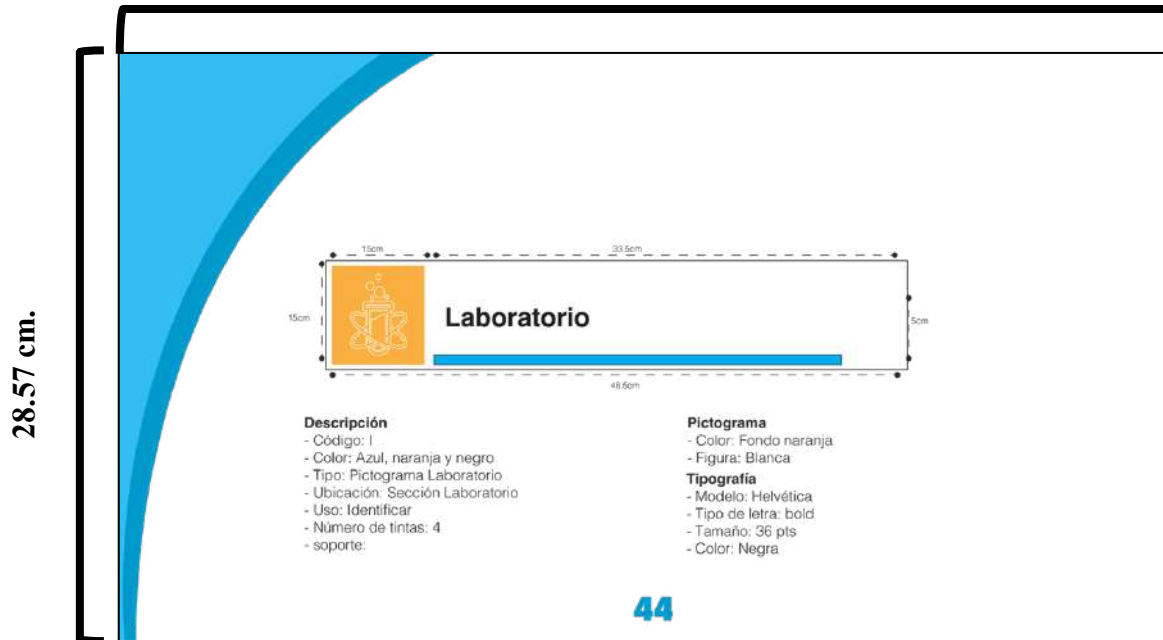 28.57 cm.
15cm
33.5cm
15cm
Laboratorio
5cm
48.5cm
Descripción
- Código: I
- Color: Azul, naranja y negro
- Tipo: Pictograma Laboratorio
- Ubicación: Sección Laboratorio
- Uso: Identificar
- Número de tintas: 4
- soporte:
Pictograma
- Color: Fondo naranja
- Figura: Blanca
Tipografía
- Modelo: Helvética
- Tipo de letra: bold
- Tamaño: 36 pts
- Color: Negra
44